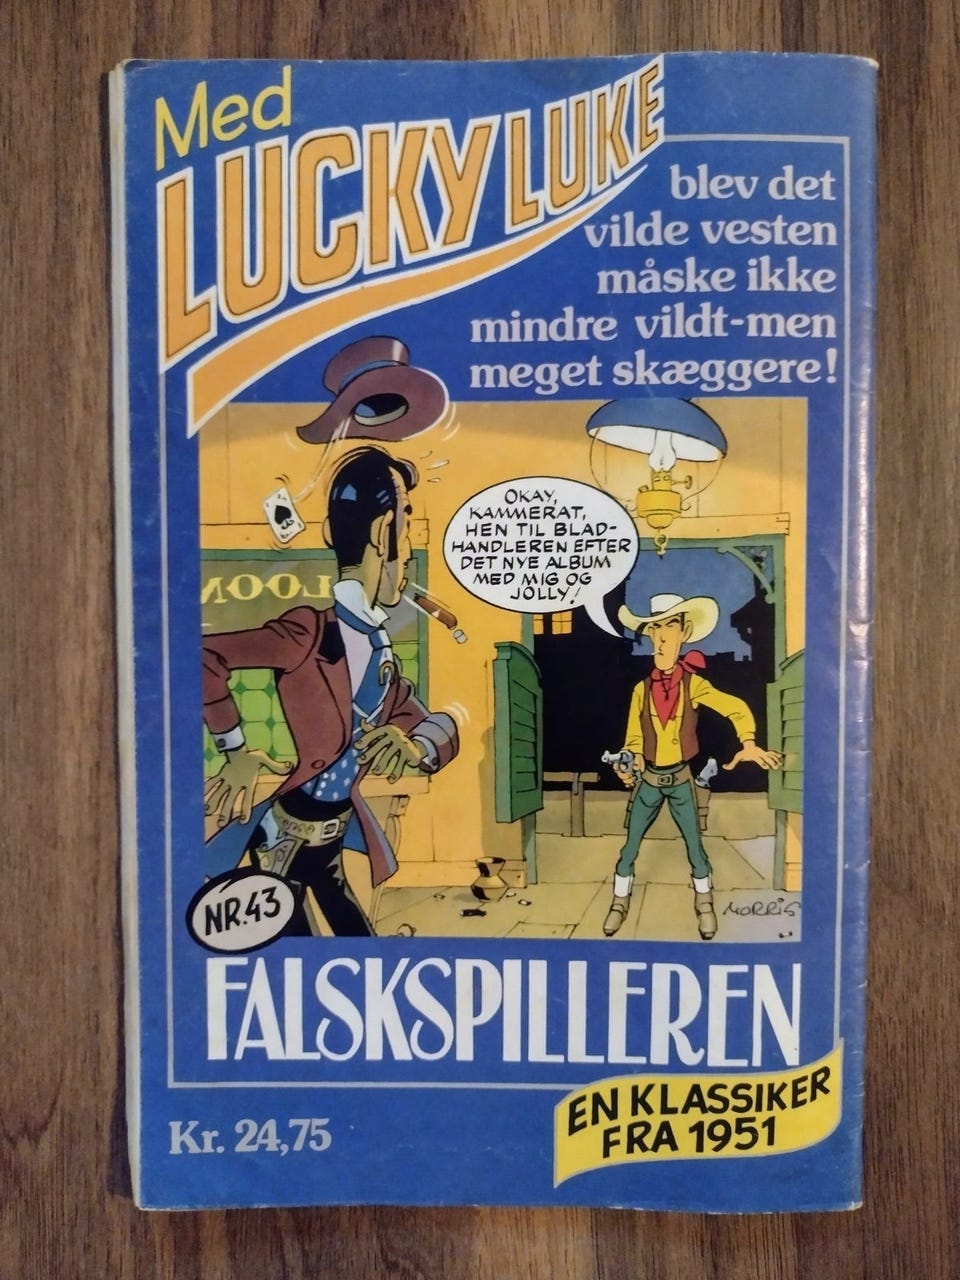 Med
LUCKY LUKE
blev det
vilde vesten
måske ikke
mindre vildt-men
meget skæggere!
OKAY,
KAMMERAT,
HEN TIL BLAD-
HANDLEREN EFTER
DET NYE ALBUM
MED MIG OG
JOLLY!
LOON
MORRIS
NR.43
FALSKSPILLEREN
EN KLASSIKER
FRA 1951
Kr. 24,75